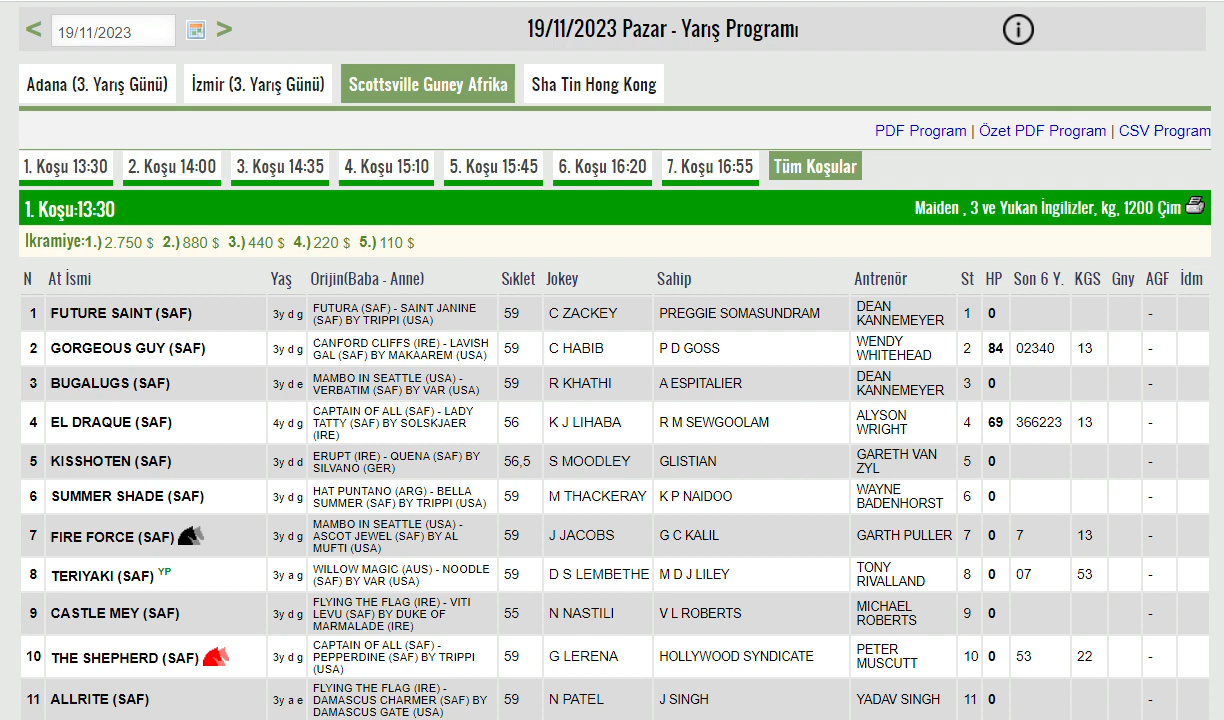 < 19/11/2023 > 19/11/2023 Pazar - Yarış Programı
Adana (3. Yarış Günü) İzmir (3. Yarış Günü) Scottsville Guney Afrika Sha Tin Hong Kong
PDF Program | Özet PDF Program | CSV Program
1. Koşu 13:30 2. Koşu 14:00 3. Koşu 14:35 4. Koşu 15:10 5. Koşu 15:45 6. Koşu 16:20 7. Koşu 16:55 Tüm Koşular
1. Koşu:13:30 Maiden , 3 ve Yukarı İngilizler, kg, 1200 Çim
İkramiye:1.) 2.750 $ 2.) 880 $ 3.) 440 $ 4.) 220 $ 5.) 110 $
N At İsmi Yaş Orijin(Baba - Anne) Sıklet Jokey Sahip Antrenör St HP Son 6 Y. KGS Gny AGF İdm
1 FUTURE SAINT (SAF) 3y d g FUTURA (SAF) - SAINT JANINE (SAF) BY TRIPPI (USA) 59 C ZACKEY PREGGIE SOMASUNDRAM DEAN KANNEMEYER 1 0 -
2 GORGEOUS GUY (SAF) 3y d g CANFORD CLIFFS (IRE) - LAVISH GAL (SAF) BY MAKAAREM (USA) 59 C HABIB P D GOSS WENDY WHITEHEAD 2 84 02340 13 -
3 BUGALUGS (SAF) 3y d e MAMBO IN SEATTLE (USA) - VERBATIM (SAF) BY VAR (USA) 59 R KHATHI A ESPITALIER DEAN KANNEMEYER 3 0 -
4 EL DRAQUE (SAF) 4y d g CAPTAIN OF ALL (SAF) - LADY TATTY (SAF) BY SOLSKJAER (IRE) 56 K J LIHABA R M SEWGOOLAM ALYSON WRIGHT 4 69 366223 13 -
5 KISSHOTEN (SAF) 3y d d ERUPT (IRE) - QUENA (SAF) BY SILVANO (GER) 56,5 S MOODLEY GLISTIAN GARETH VAN ZYL 5 0 -
6 SUMMER SHADE (SAF) 3y d g HAT PUNTANO (ARG) - BELLA SUMMER (SAF) BY TRIPPI (USA) 59 M THACKERAY K P NAIDOO WAYNE BADENHORST 6 0 -
7 FIRE FORCE (SAF) 3y d g MAMBO IN SEATTLE (USA) - ASCOT JEWEL (SAF) BY AL MUFTI (USA) 59 J JACOBS G C KALIL GARTH PULLER 7 0 7 13 -
8 TERIYAKI (SAF) YP 3y a g WILLOW MAGIC (AUS) - NOODLE (SAF) BY VAR (USA) 59 D S LEMBETHE M D J LILEY TONY RIVALLAND 8 0 07 53 -
9 CASTLE MEY (SAF) 3y d g FLYING THE FLAG (IRE) - VITI LEVU (SAF) BY DUKE OF MARMALADE (IRE) 55 N NASTILI V L ROBERTS MICHAEL ROBERTS 9 0 -
10 THE SHEPHERD (SAF) 3y d g CAPTAIN OF ALL (SAF) - PEPPERDINE (SAF) BY TRIPPI (USA) 59 G LERENA HOLLYWOOD SYNDICATE PETER MUSCUTT 10 0 53 22 -
11 ALLRITE (SAF) 3y a e FLYING THE FLAG (IRE) - DAMASCUS CHARMER (SAF) BY DAMASCUS GATE (USA) 59 N PATEL J SINGH YADAV SINGH 11 0 -